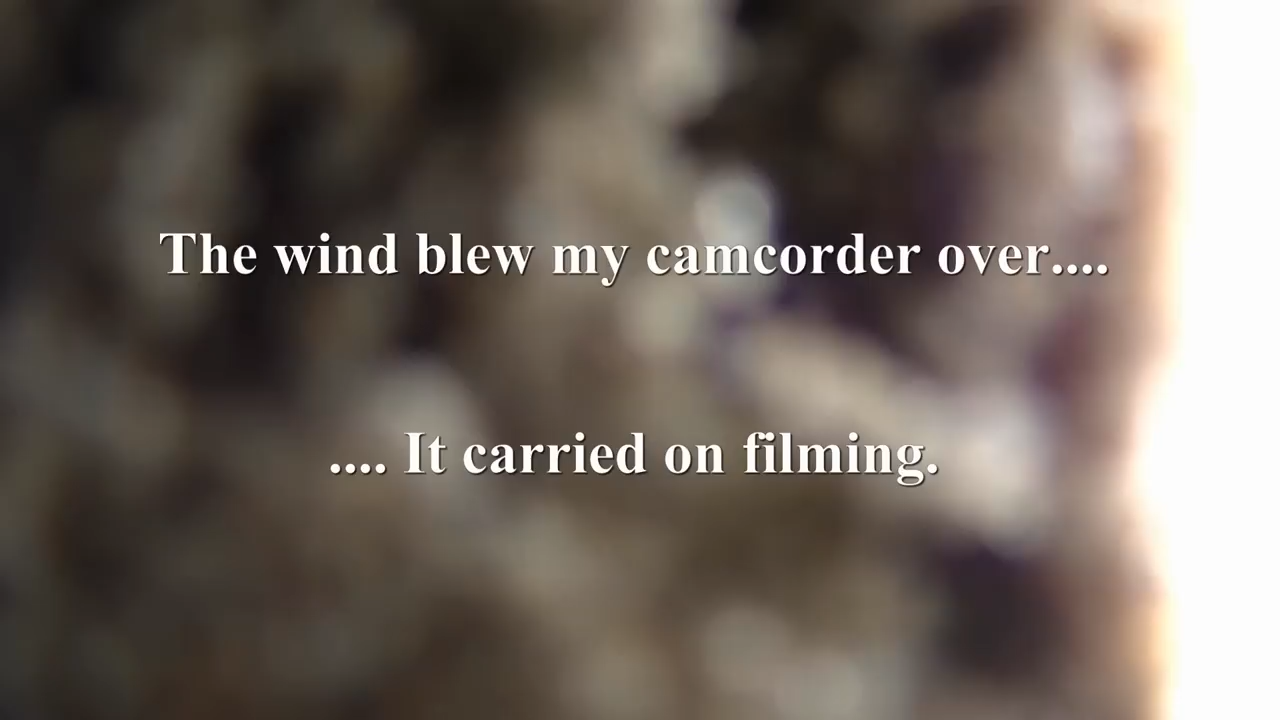 The wind blew my camcorder over....
.... It carried on filming.